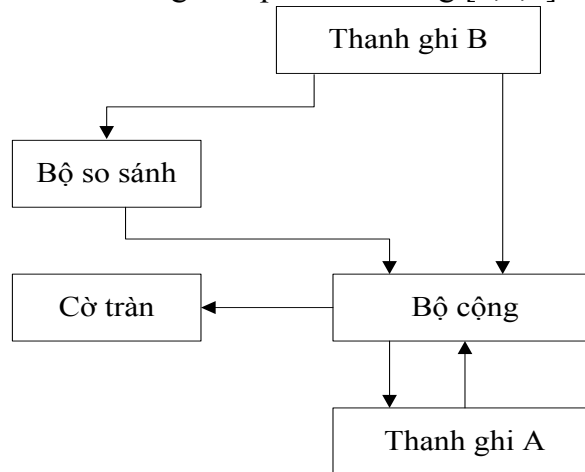 Thanh ghi B
Bộ so sánh
Cờ tràn
Bộ cộng
Thanh ghi A